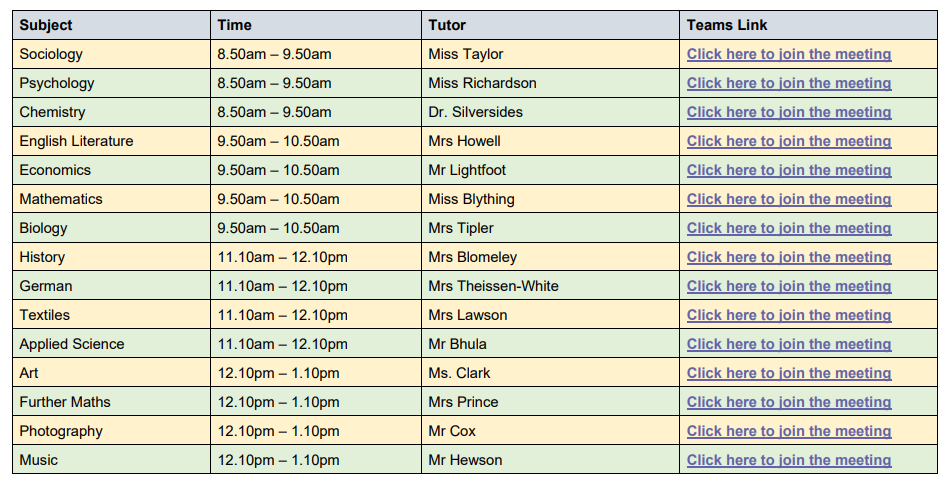 Subject Time Tutor Teams Link
Sociology 8.50am – 9.50am Miss Taylor Click here to join the meeting
Psychology 8.50am – 9.50am Miss Richardson Click here to join the meeting
Chemistry 8.50am – 9.50am Dr. Silversides Click here to join the meeting
English Literature 9.50am – 10.50am Mrs Howell Click here to join the meeting
Economics 9.50am – 10.50am Mr Lightfoot Click here to join the meeting
Mathematics 9.50am – 10.50am Miss Blything Click here to join the meeting
Biology 9.50am – 10.50am Mrs Tipler Click here to join the meeting
History 11.10am – 12.10pm Mrs Blomeley Click here to join the meeting
German 11.10am – 12.10pm Mrs Theissen-White Click here to join the meeting
Textiles 11.10am – 12.10pm Mrs Lawson Click here to join the meeting
Applied Science 11.10am – 12.10pm Mr Bhula Click here to join the meeting
Art 12.10pm – 1.10pm Ms. Clark Click here to join the meeting
Further Maths 12.10pm – 1.10pm Mrs Prince Click here to join the meeting
Photography 12.10pm – 1.10pm Mr Cox Click here to join the meeting
Music 12.10pm – 1.10pm Mr Hewson Click here to join the meeting